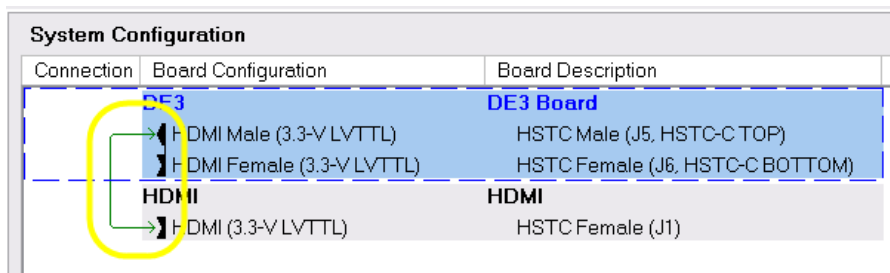 System Configuration
Connection Board Configuration Board Description
DE3 DE3 Board
HDMI Male (3.3-V LVTTL) HSTC Male (J5, HSTC-C TOP)
HDMI Female (3.3-V LVTTL) HSTC Female (J6, HSTC-C BOTTOM)
HDMI HDMI
HDMI (3.3-V LVTTL) HSTC Female (J1)